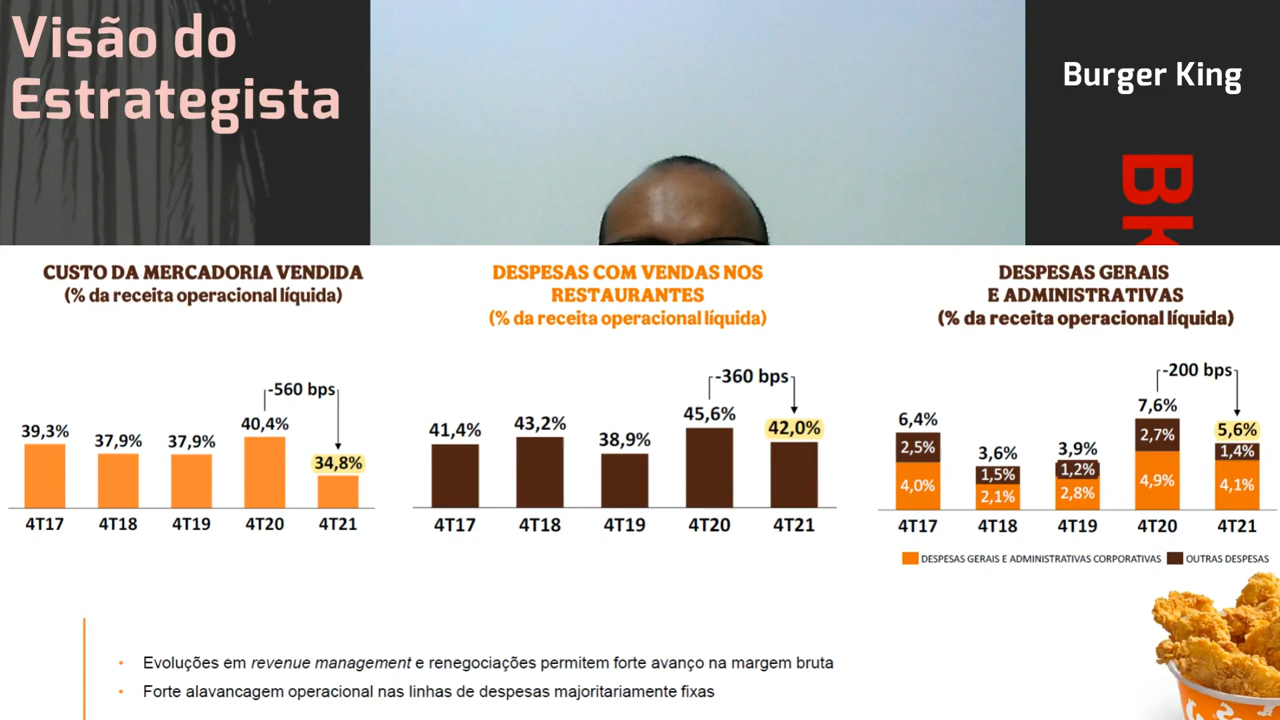 Visão do
Estrategista
Burger King
BK
CUSTO DA MERCADORIA VENDIDA
(% da receita operacional líquida)
-560 bps
39,3%
37,9%
37,9%
40,4%
34,8%
4T17
4T18
4T19
4T20
4T21
DESPESAS COM VENDAS NOS
RESTAURANTES
(% da receita operacional líquida)
-360 bps
41,4%
43,2%
38,9%
45,6%
42,0%
4T17
4T18
4T19
4T20
4T21
DESPESAS GERAIS
E ADMINISTRATIVAS
(% da receita operacional líquida)
-200 bps
6,4%
3,6%
3,9%
7,6%
5,6%
2,5%
1,5%
1,2%
2,7%
1,4%
4,0%
2,1%
2,8%
4,9%
4,1%
4T17
4T18
4T19
4T20
4T21
DESPESAS GERAIS E ADMINISTRATIVAS CORPORATIVAS
OUTRAS DESPESAS
• Evoluções em revenue management e renegociações permitem forte avanço na margem bruta
• Forte alavancagem operacional nas linhas de despesas majoritariamente fixas